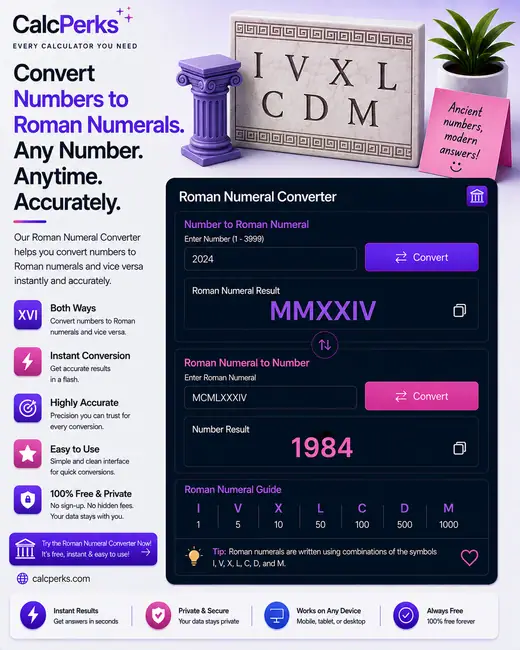 CalcPerks
EVERY CALCULATOR YOU NEED
Convert
Numbers to
Roman Numerals.
Any Number.
Anytime.
Accurately.
Our Roman Numeral Converter
helps you convert numbers to
Roman numerals and vice versa
instantly and accurately.
XVI
Both Ways
Convert numbers to Roman
numerals and vice versa.
Instant Conversion
Get accurate results
in a flash.
Highly Accurate
Precision you can trust for
every conversion.
Easy to Use
Simple and clean interface
for quick conversions.
100% Free & Private
No sign-up. No hidden fees.
Your data stays with you.
Try the Roman Numeral Converter Now!
It's free, instant & easy to use!
calcperks.com
I V X L
C D M
Ancient
numbers,
modern
answers!
Roman Numeral Converter
Number to Roman Numeral
Enter Number (1 - 3999)
2024
Convert
Roman Numeral Result
MMXXIV
Roman Numeral to Number
Enter Roman Numeral
MCMLXXXIV
Convert
Number Result
1984
Roman Numeral Guide
I V X L C D M
1 5 10 50 100 500 1000
Tip: Roman numerals are written using combinations of the symbols
I, V, X, L, C, D, and M.
Instant Results
Get answers in seconds
Private & Secure
Your data stays private
Works on Any Device
Mobile, tablet, or desktop
Always Free
100% free forever